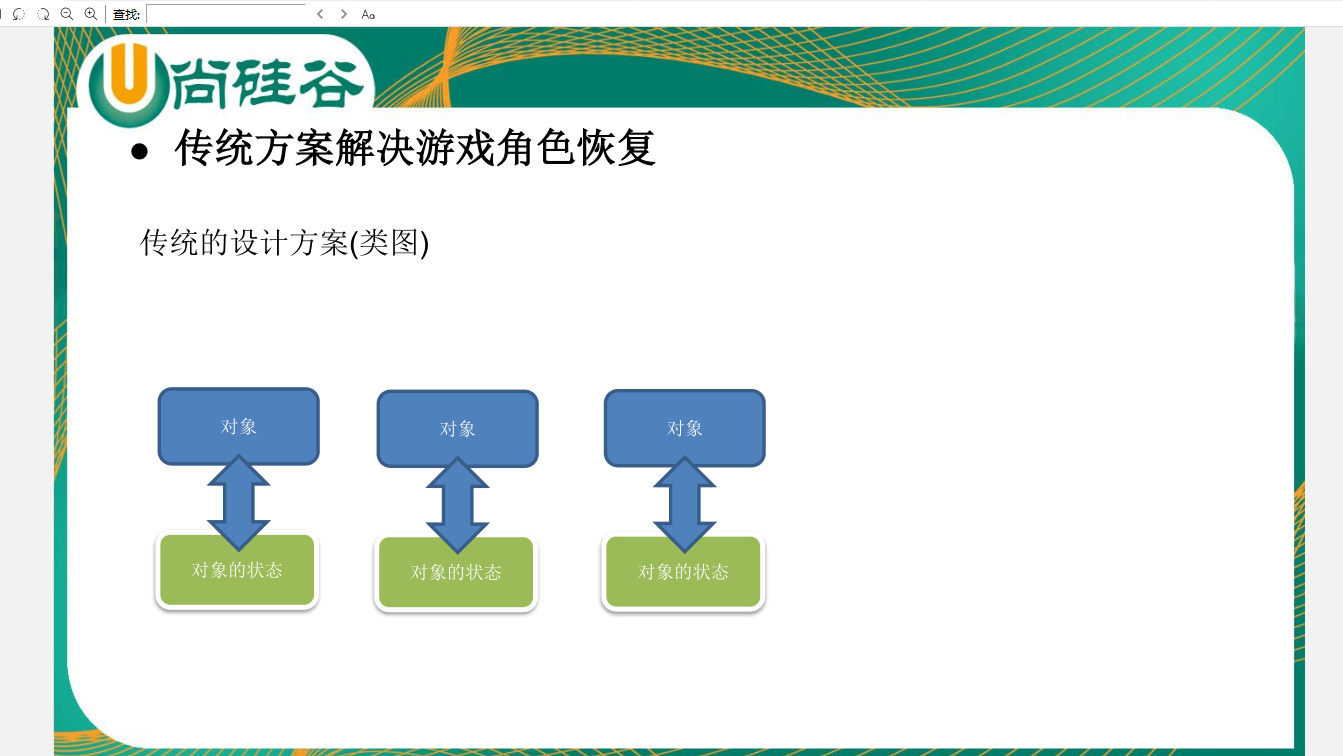 查找: Aa
尚硅谷
● 传统方案解决游戏角色恢复
传统的设计方案(类图)
对象 对象 对象
对象的状态 对象的状态 对象的状态